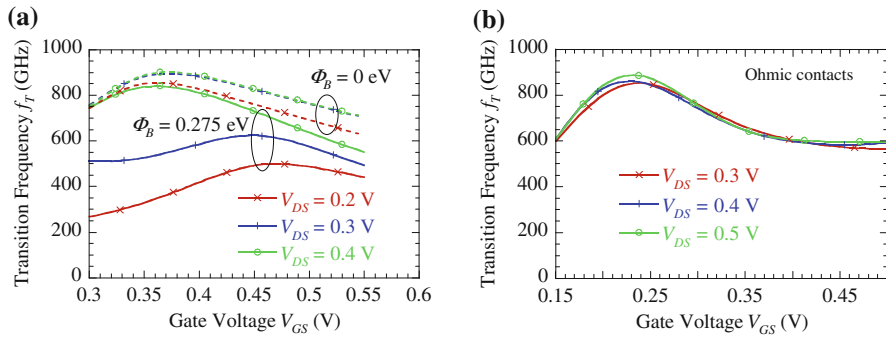 (a)
Transition Frequency f_T (GHz)
1000
800
600
400
200
0
Φ_B = 0 eV
Φ_B = 0.275 eV
V_DS = 0.2 V
V_DS = 0.3 V
V_DS = 0.4 V
0.3 0.35 0.4 0.45 0.5 0.55 0.6
Gate Voltage V_GS (V)
(b)
Transition Frequency f_T (GHz)
1000
800
600
400
200
0
Ohmic contacts
V_DS = 0.3 V
V_DS = 0.4 V
V_DS = 0.5 V
0.15 0.25 0.35 0.45
Gate Voltage V_GS (V)